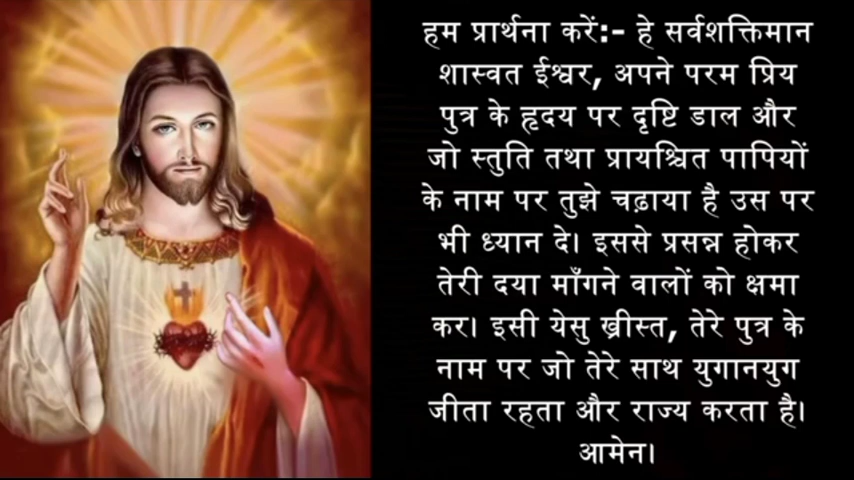 हम प्रार्थना करें:- हे सर्वशक्तिमान
शास्वत ईश्वर, अपने परम प्रिय
पुत्र के हृदय पर दृष्टि डाल और
जो स्तुति तथा प्रायश्चित पापियों
के नाम पर तुझे चढ़ाया है उस पर
भी ध्यान दे। इससे प्रसन्न होकर
तेरी दया माँगने वालों को क्षमा
कर। इसी येसु ख्रीस्त, तेरे पुत्र के
नाम पर जो तेरे साथ युगानयुग
जीता रहता और राज्य करता है।
आमेन।